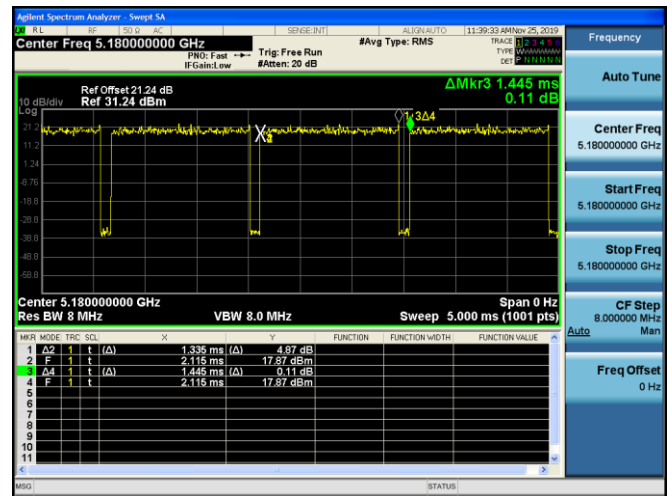 Agilent Spectrum Analyzer - Swept SA
RL RF 50 Ω AC SENSE:INT ALIGNAUTO 11:39:33 AM Nov 25, 2019
Center Freq 5.180000000 GHz
PNO: Fast
IFGain:Low
Trig: Free Run
#Atten: 20 dB
#Avg Type: RMS
TRACE 1 2 3 4 5 6
TYPE
DET P N N N N N
Ref Offset 21.24 dB
Ref 31.24 dBm
10 dB/div
Log
ΔMkr3 1.445 ms
0.11 dB
3Δ4
21.2
11.2
1.24
-8.76
-18.8
-28.8
-38.8
-48.8
-58.8
Center 5.180000000 GHz Span 0 Hz
Res BW 8 MHz VBW 8.0 MHz Sweep 5.000 ms (1001 pts)
MKR MODE TRC SCL X Y FUNCTION FUNCTION WIDTH FUNCTION VALUE
1 Δ2 1 t (Δ) 1.335 ms (Δ) 4.87 dB
2 F 1 t 2.115 ms 17.87 dBm
3 Δ4 1 t (Δ) 1.445 ms (Δ) 0.11 dB
4 F 1 t 2.115 ms 17.87 dBm
5
6
7
8
9
10
11
MSG STATUS
Frequency
Auto Tune
Center Freq
5.180000000 GHz
Start Freq
5.180000000 GHz
Stop Freq
5.180000000 GHz
CF Step
8.000000 MHz
Auto Man
Freq Offset
0 Hz